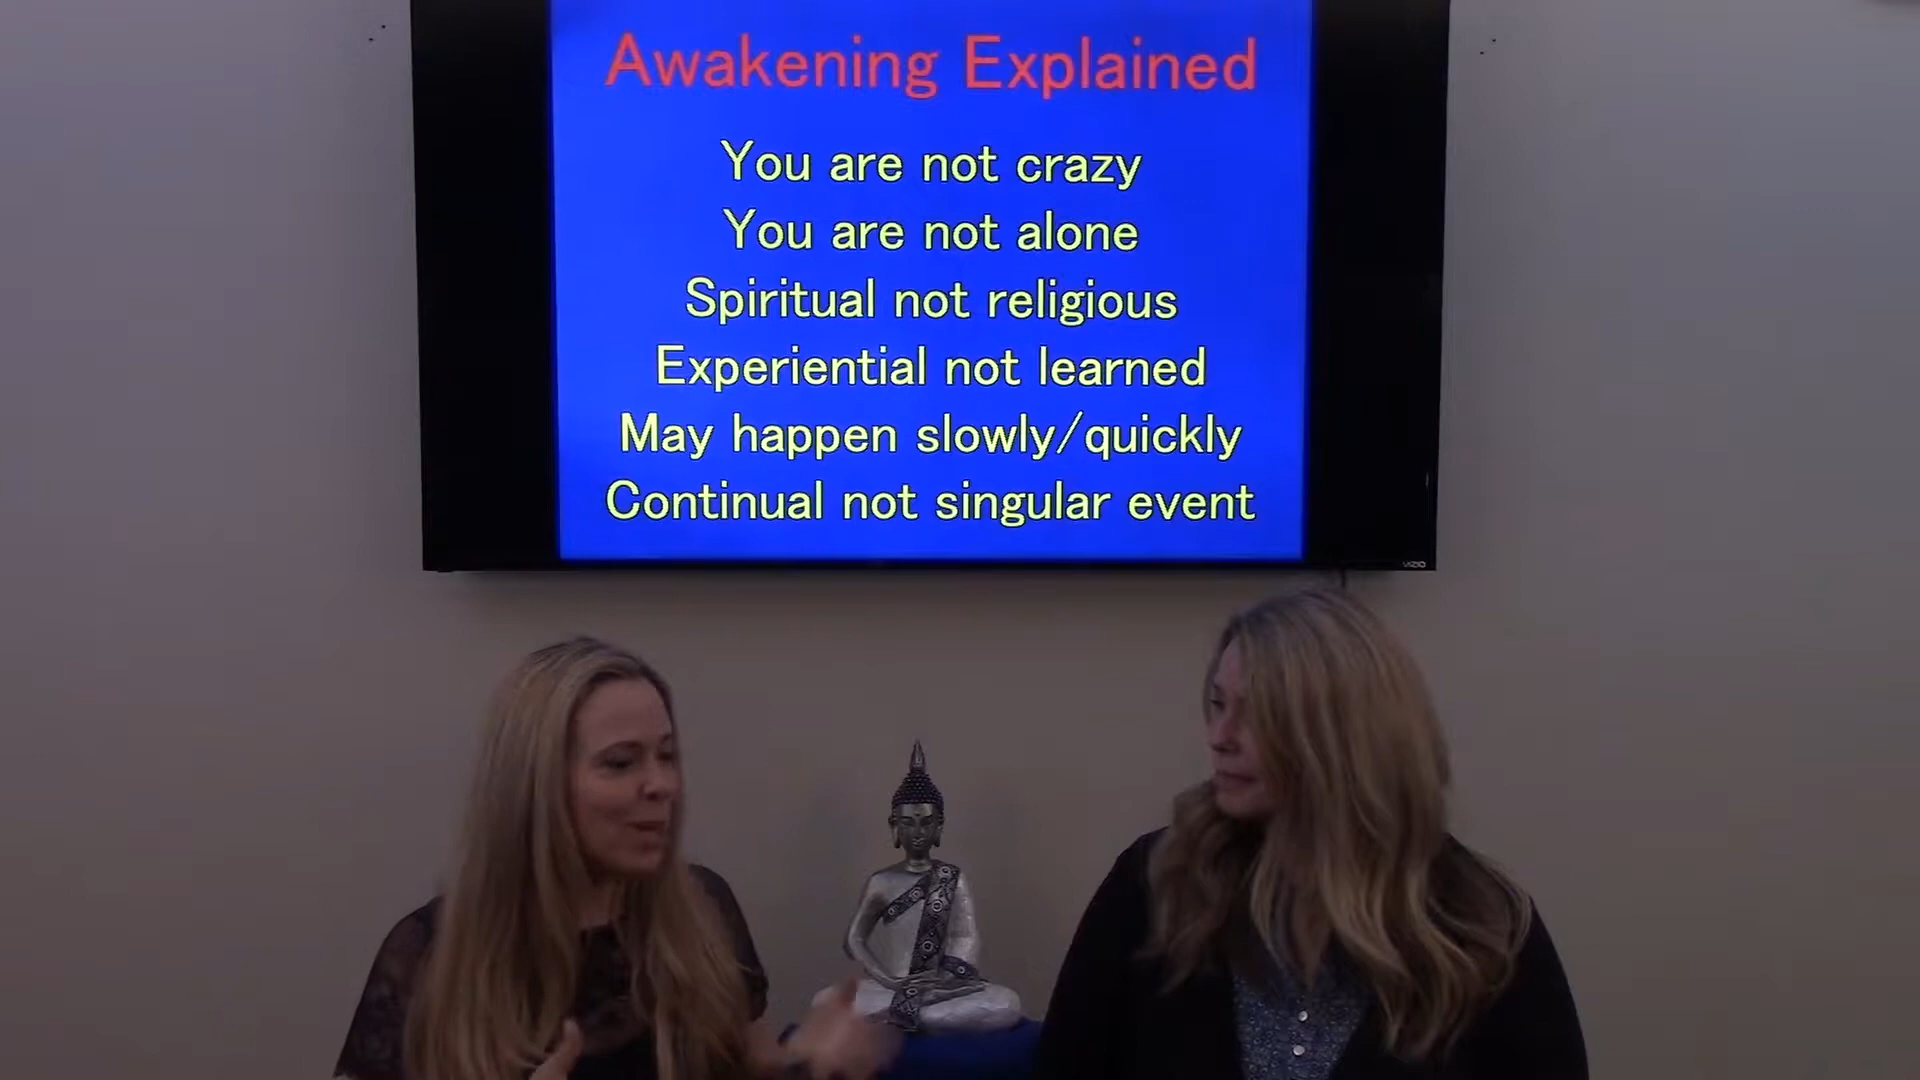 Awakening Explained
You are not crazy
You are not alone
Spiritual not religious
Experiential not learned
May happen slowly/quickly
Continual not singular event
VIZIO